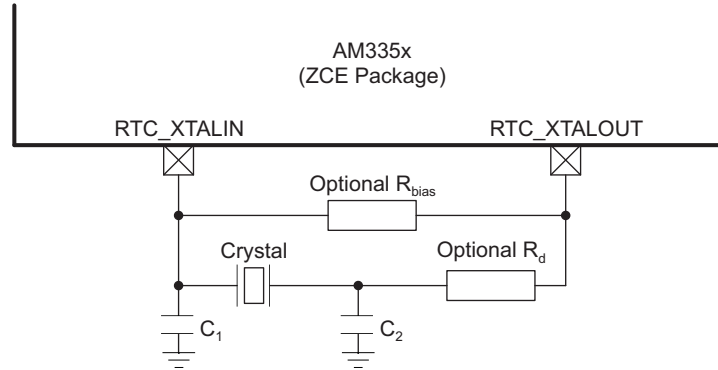 AM335x
(ZCE Package)
RTC_XTALIN
RTC_XTALOUT
Optional Rbias
Crystal
Optional Rd
C1
C2